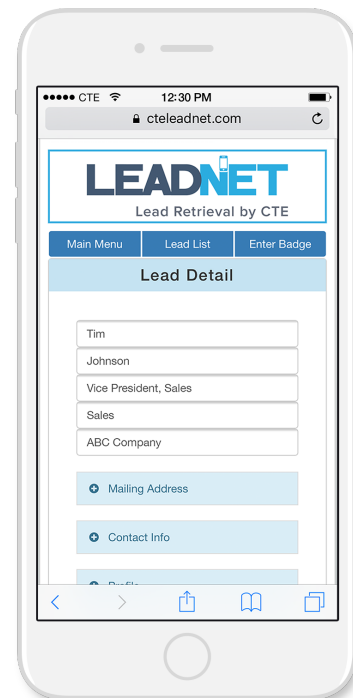 CTE 12:30 PM
cteleadnet.com
LEADNET
Lead Retrieval by CTE
Main Menu Lead List Enter Badge
Lead Detail
Tim
Johnson
Vice President, Sales
Sales
ABC Company
Mailing Address
Contact Info
Profile